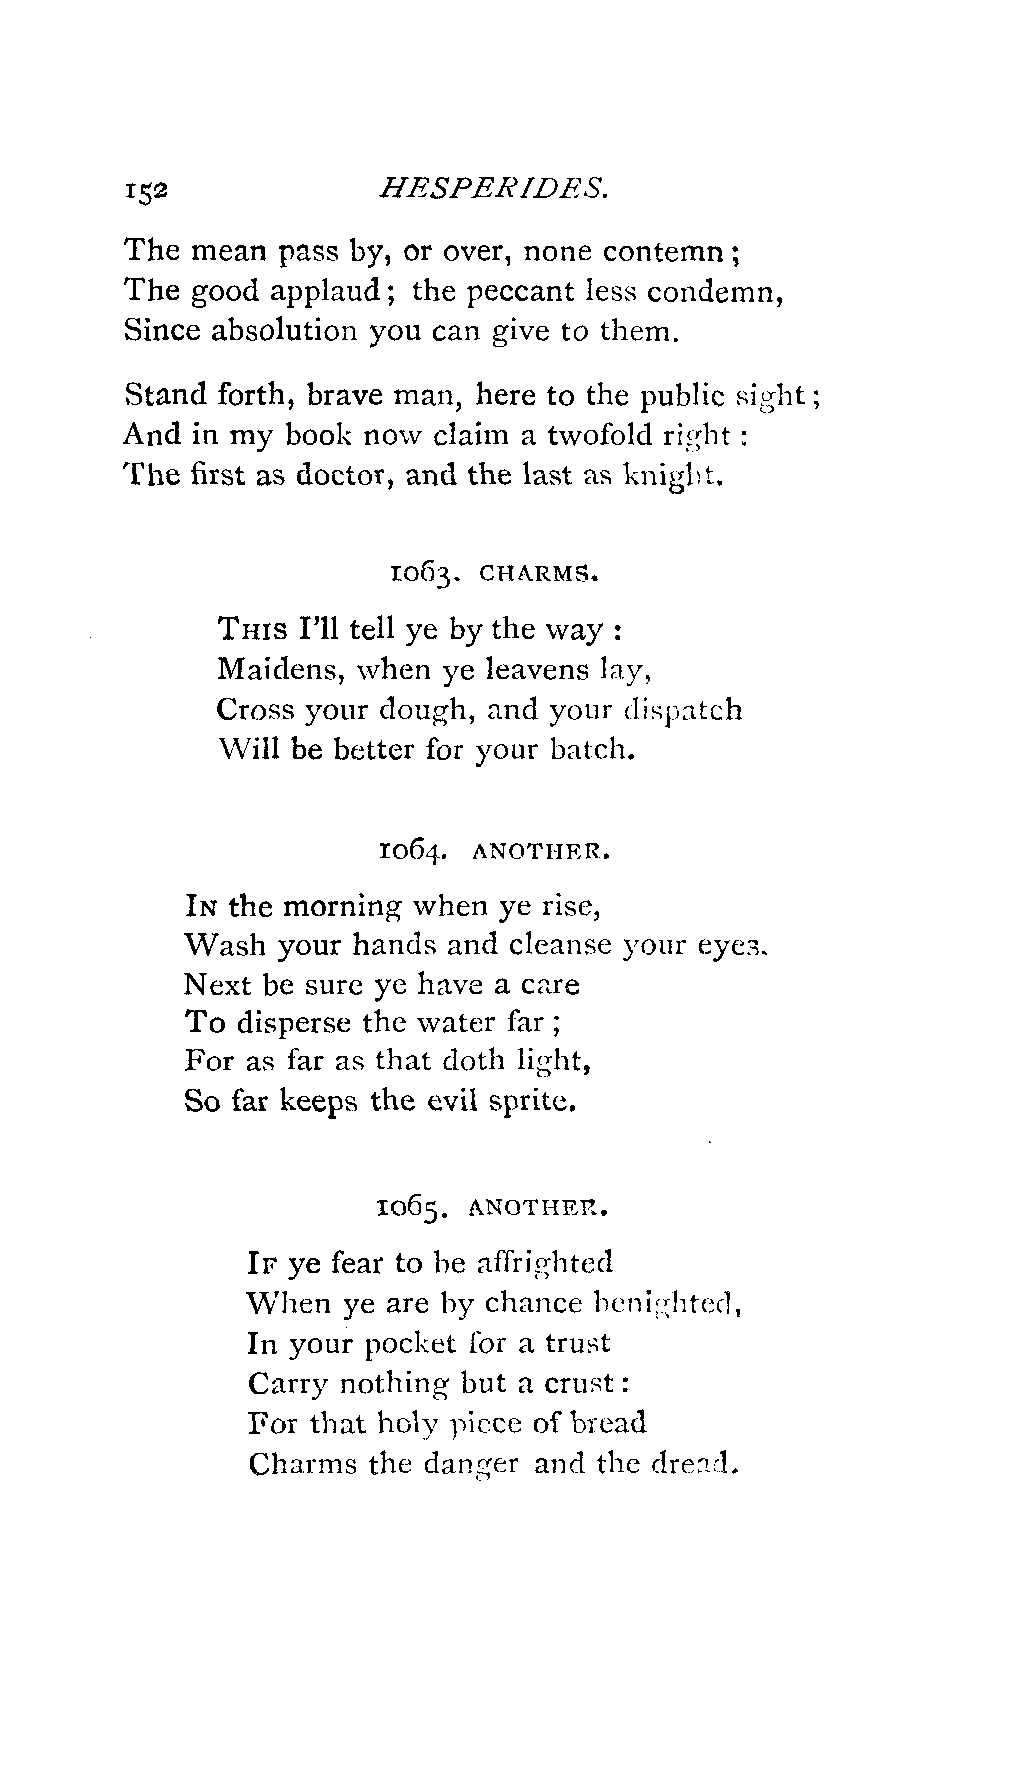 152 HESPERIDES.
The mean pass by, or over, none contemn ;
The good applaud ; the peccant less condemn,
Since absolution you can give to them.
Stand forth, brave man, here to the public sight ;
And in my book now claim a twofold right :
The first as doctor, and the last as knight.
1063. CHARMS.
THIS I'll tell ye by the way :
Maidens, when ye leavens lay,
Cross your dough, and your dispatch
Will be better for your batch.
1064. ANOTHER.
IN the morning when ye rise,
Wash your hands and cleanse your eyes.
Next be sure ye have a care
To disperse the water far ;
For as far as that doth light,
So far keeps the evil sprite.
1065. ANOTHER.
IF ye fear to be affrighted
When ye are by chance benighted,
In your pocket for a trust
Carry nothing but a crust :
For that holy piece of bread
Charms the danger and the dread.